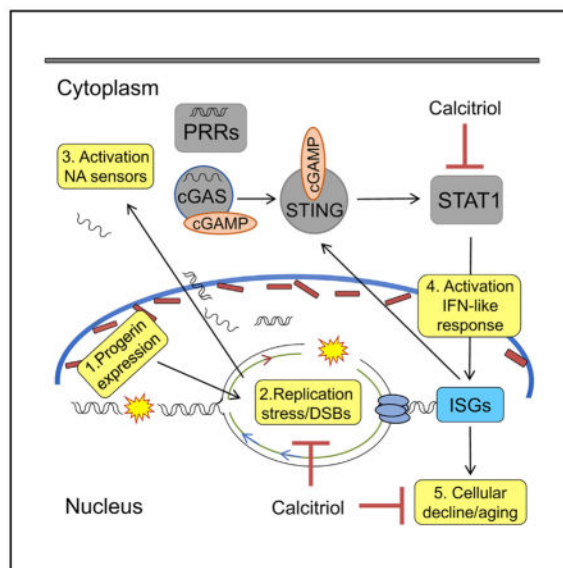 Cytoplasm
PRRs
Calcitriol
3. Activation
NA sensors
cGAS
cGAMP
cGAMP
STING
STAT1
4. Activation
IFN-like
response
1.Progerin
expression
2.Replication
stress/DSBs
ISGs
Calcitriol
5. Cellular
decline/aging
Nucleus